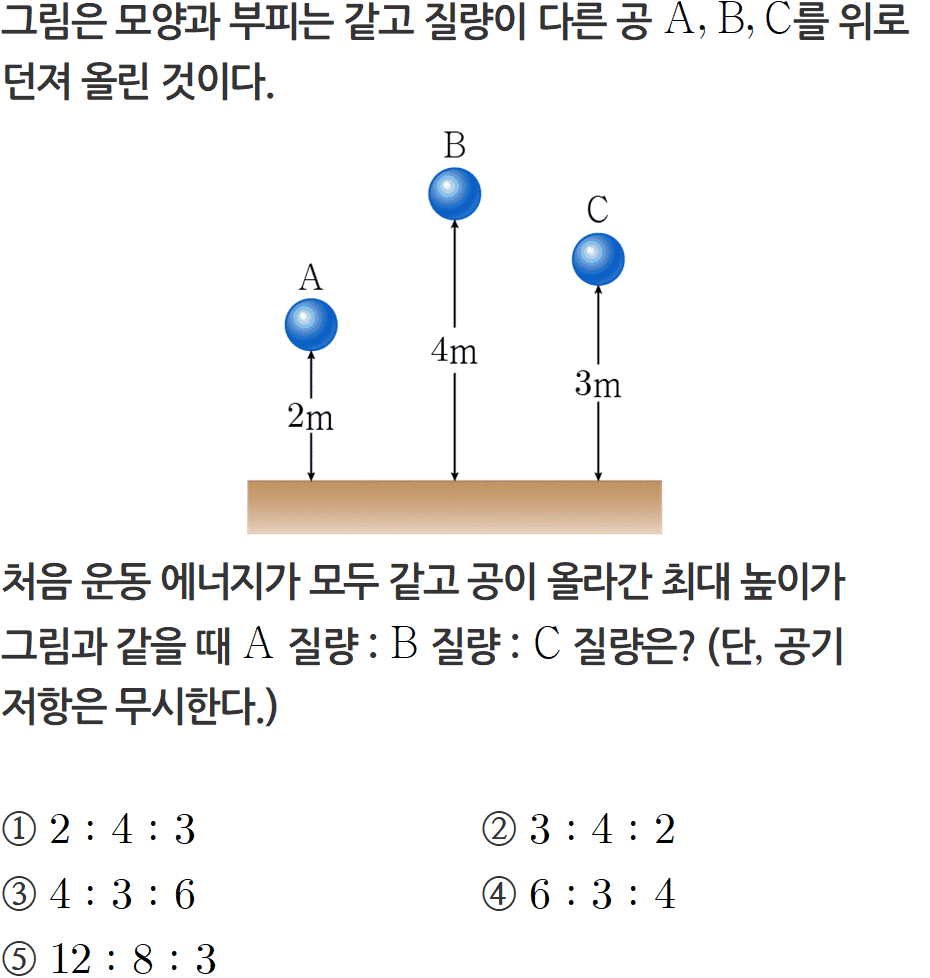 그림은 모양과 부피는 같고 질량이 다른 공 A, B, C를 위로
던져 올린 것이다.
B
C
A
4m
3m
2m
처음 운동 에너지가 모두 같고 공이 올라간 최대 높이가
그림과 같을 때 A 질량 : B 질량 : C 질량은? (단, 공기
저항은 무시한다.)
① 2 : 4 : 3
② 3 : 4 : 2
③ 4 : 3 : 6
④ 6 : 3 : 4
⑤ 12 : 8 : 3